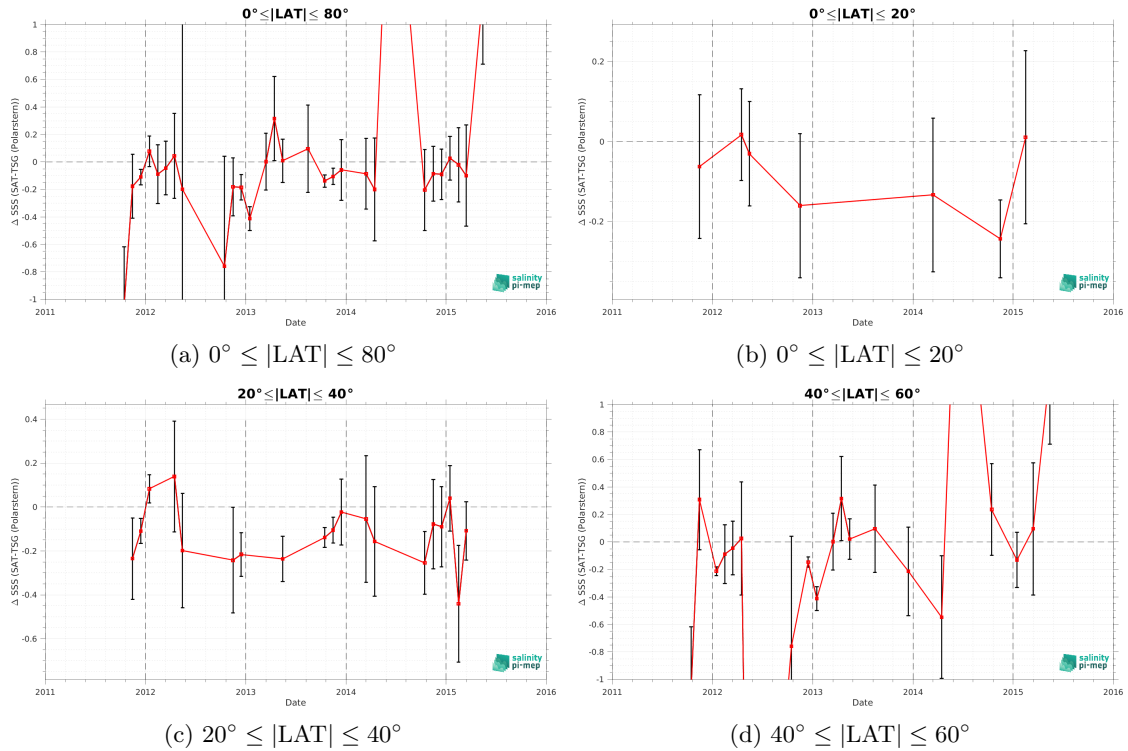 0°≤|LAT|≤ 80°
Δ SSS (SAT-TSG (Polarstern))
1
0.8
0.6
0.4
0.2
0
-0.2
-0.4
-0.6
-0.8
-1
2011 2012 2013 2014 2015 2016
Date
salinity
pi-mep
(a) 0° ≤ |LAT| ≤ 80°
0°≤|LAT|≤ 20°
Δ SSS (SAT-TSG (Polarstern))
0.2
0
-0.2
2011 2012 2013 2014 2015 2016
Date
salinity
pi-mep
(b) 0° ≤ |LAT| ≤ 20°
20°≤|LAT|≤ 40°
Δ SSS (SAT-TSG (Polarstern))
0.4
0.2
0
-0.2
-0.4
-0.6
2011 2012 2013 2014 2015 2016
Date
salinity
pi-mep
(c) 20° ≤ |LAT| ≤ 40°
40°≤|LAT|≤ 60°
Δ SSS (SAT-TSG (Polarstern))
1
0.8
0.6
0.4
0.2
0
-0.2
-0.4
-0.6
-0.8
-1
2011 2012 2013 2014 2015 2016
Date
salinity
pi-mep
(d) 40° ≤ |LAT| ≤ 60°